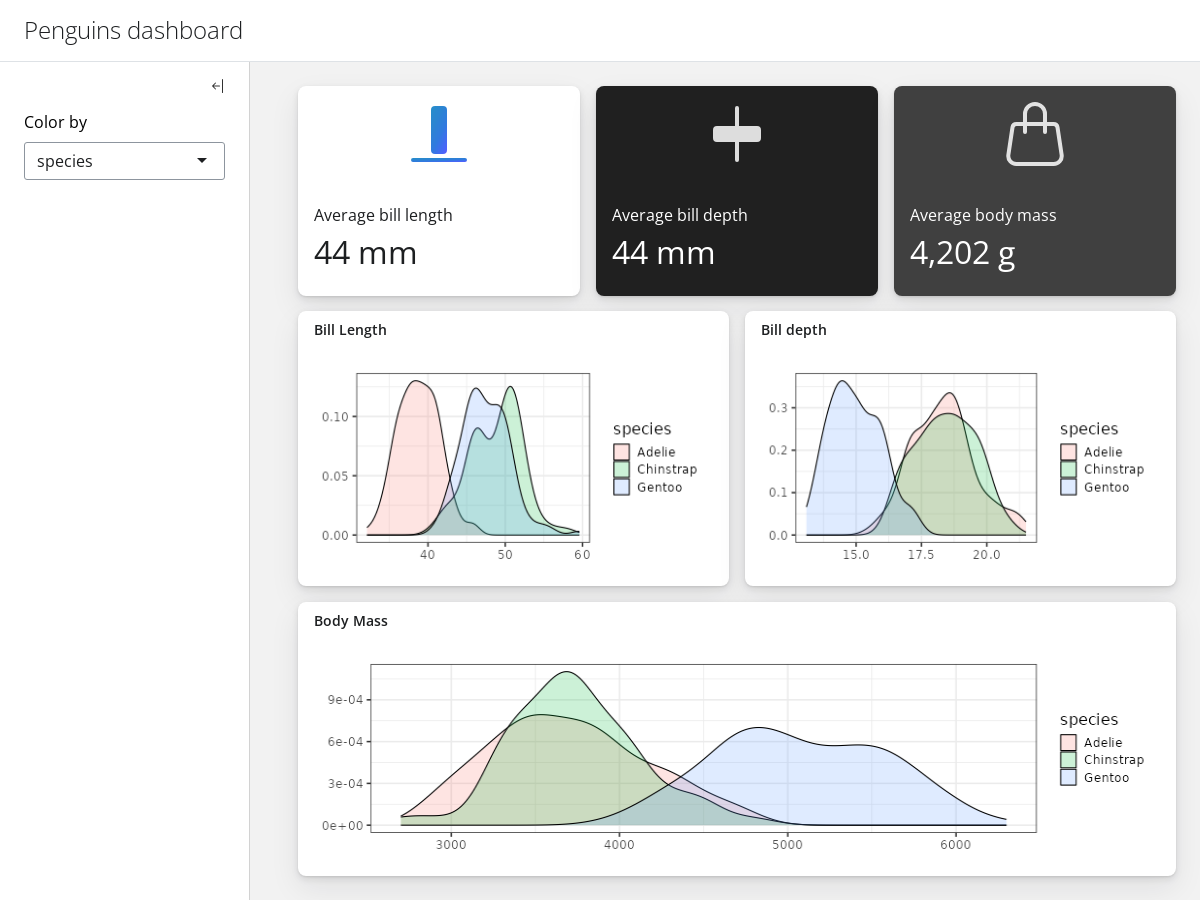 Penguins dashboard
Color by
species
Average bill length
44 mm
Average bill depth
44 mm
Average body mass
4,202 g
Bill Length
0.10
0.05
0.00
40 50 60
species
Adelie
Chinstrap
Gentoo
Bill depth
0.3
0.2
0.1
0.0
15.0 17.5 20.0
species
Adelie
Chinstrap
Gentoo
Body Mass
9e-04
6e-04
3e-04
0e+00
3000 4000 5000 6000
species
Adelie
Chinstrap
Gentoo